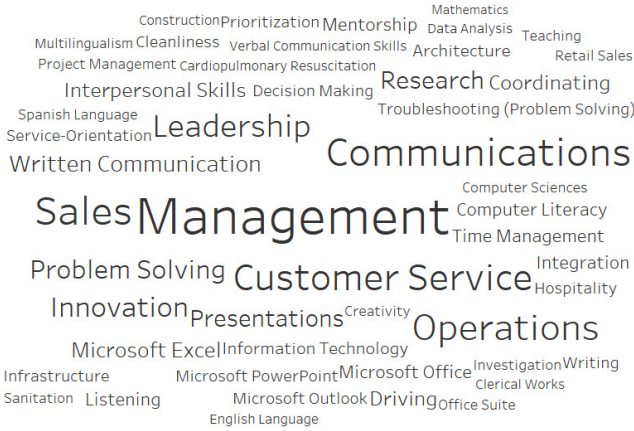 Mathematics
Construction Prioritization Mentorship Data Analysis
Teaching
Multilingualism Cleanliness Verbal Communication Skills Architecture
Retail Sales
Project Management Cardiopulmonary Resuscitation
Interpersonal Skills Decision Making Research Coordinating
Troubleshooting (Problem Solving)
Spanish Language
Service-Orientation Leadership
Communications
Written Communication
Computer Sciences
Sales Management Computer Literacy
Time Management
Problem Solving Customer Service Integration
Hospitality
Innovation Presentations Creativity
Operations
Microsoft Excel Information Technology
Infrastructure Microsoft PowerPoint Microsoft Office Investigation Writing
Clerical Works
Sanitation Listening Microsoft Outlook Driving Office Suite
English Language